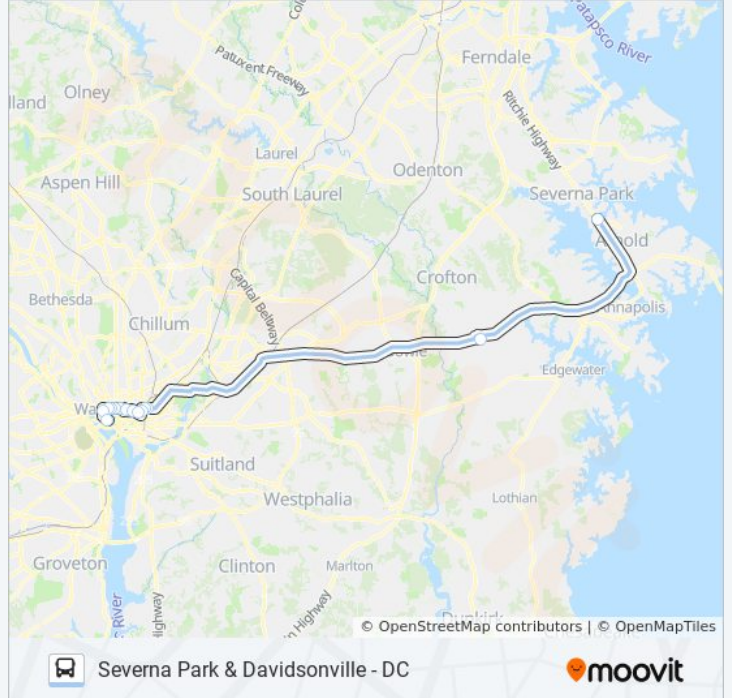 Patapsco River
Ferndale
Patuxent Freeway
Olney
Ritchie Highway
Laurel
Odenton
Aspen Hill
South Laurel
Severna Park
Arnold
Crofton
Capital Beltway
Bethesda
Annapolis
Chillum
Edgewater
Suitland
Westphalia
Lothian
Groveton
Clinton
Marlton
© OpenStreetMap contributors | © OpenMapTiles
Severna Park & Davidsonville - DC
moovit